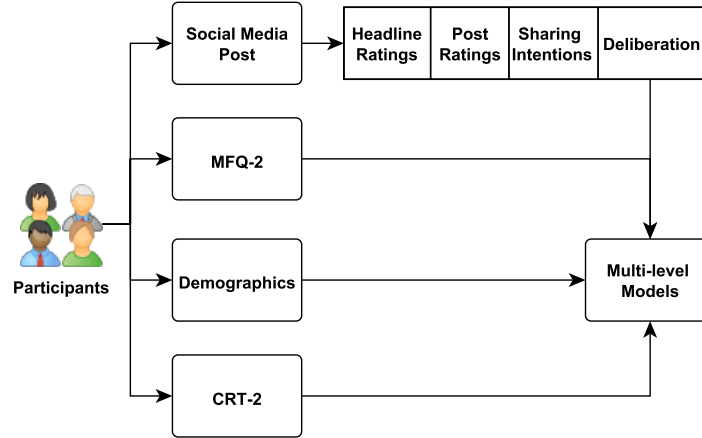 Social Media
Post
Headline
Ratings
Post
Ratings
Sharing
Intentions
Deliberation
MFQ-2
Participants
Demographics
Multi-level
Models
CRT-2